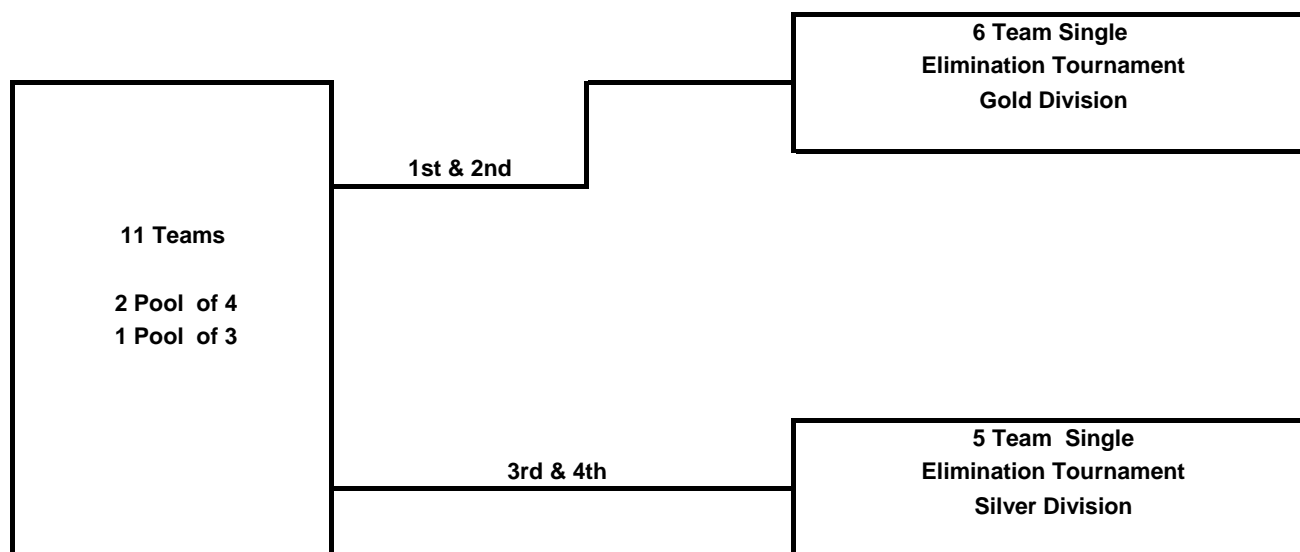 6 Team Single
Elimination Tournament
Gold Division
1st & 2nd
11 Teams
2 Pool of 4
1 Pool of 3
3rd & 4th
5 Team Single
Elimination Tournament
Silver Division